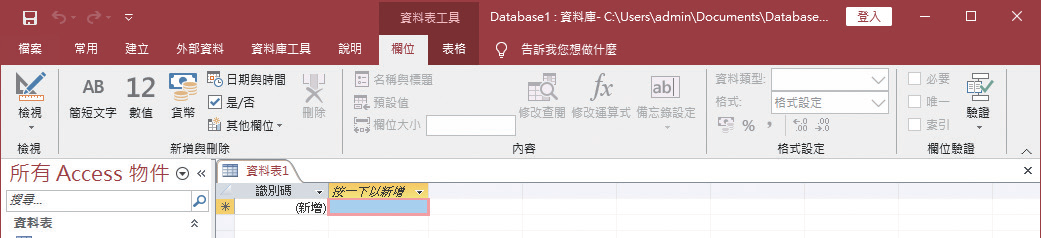 資料表工具
Database1 : 資料庫- C:\Users\admin\Documents\Database...
登入
檔案 常用 建立 外部資料 資料庫工具 說明 欄位 表格 告訴我您想做什麼
檢視
AB
簡短文字
12
數值
貨幣
日期與時間
是/否
其他欄位
刪除
名稱與標題
預設值
欄位大小
修改查閱
fx
修改運算式
ab
備忘錄設定
資料類型:
格式: 格式設定
% , ←.0 .00 .00 →.0
必要
唯一
索引
驗證
檢視 新增與刪除 內容 格式設定 欄位驗證
所有 Access 物件
搜尋...
資料表
資料表1
識別碼 按一下以新增
(新增)